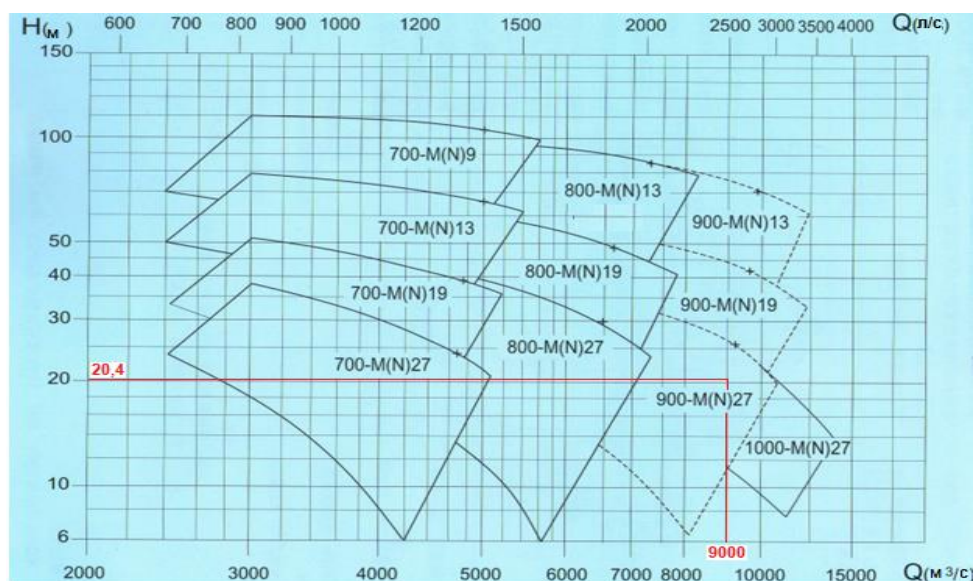 H(м) 600 700 800 900 1000 1200 1500 2000 2500 3000 3500 4000 Q(л/с)
150
100
700-M(N)9
800-M(N)13
900-M(N)13
700-M(N)13
50
800-M(N)19
40
700-M(N)19
900-M(N)19
30
800-M(N)27
700-M(N)27
20,4
20
900-M(N)27
1000-M(N)27
10
6
9000
2000 3000 4000 5000 6000 7000 8000 10000 15000 Q(м³/с)